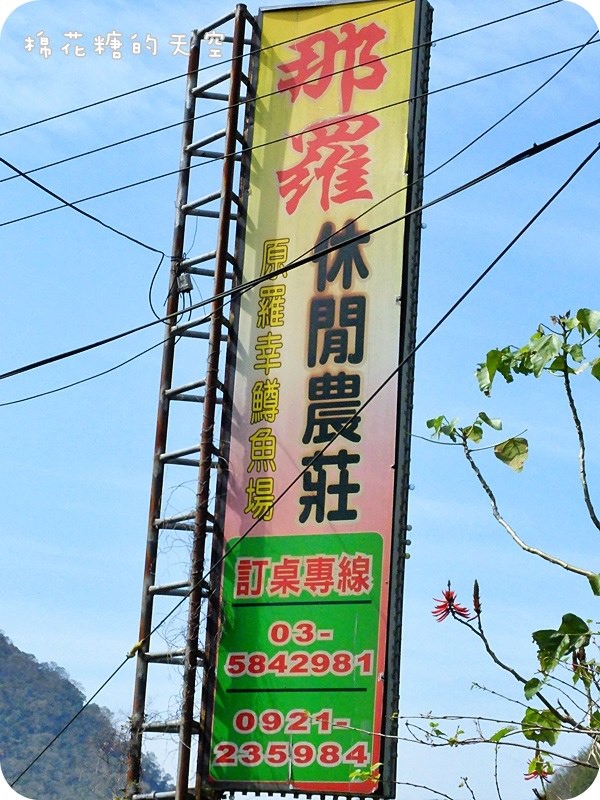 棉花糖的天空
那羅
休閒農莊
原羅幸鱒魚場
訂桌專線
03-
5842981
0921-
235984